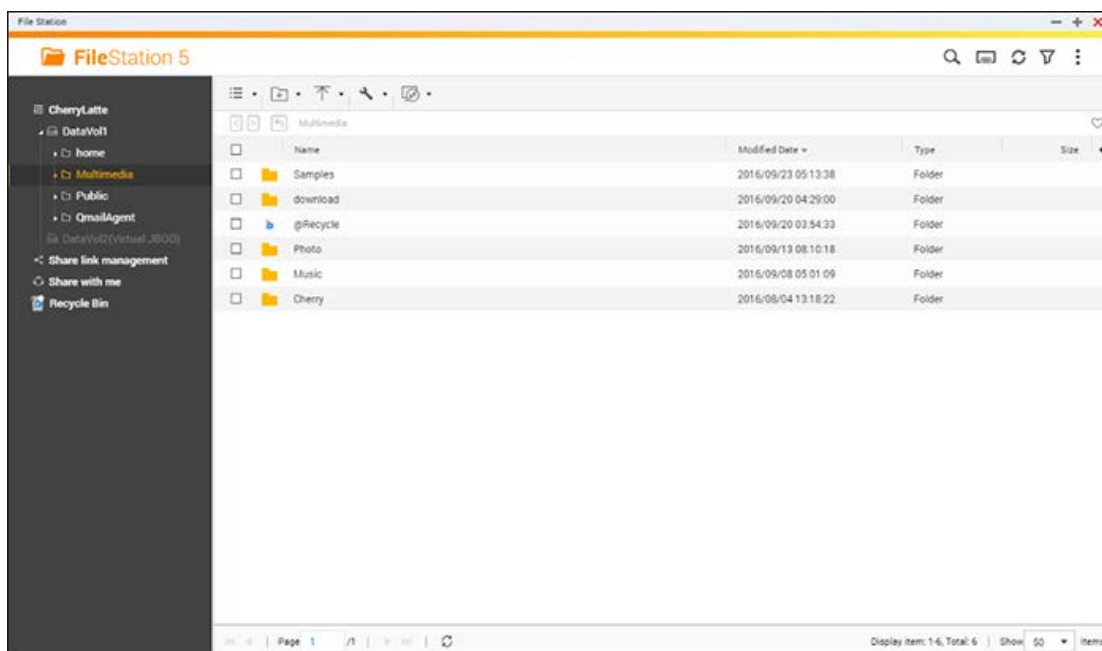 File Station
FileStation 5
CherryLatte
DataVol1
home
Multimedia
Public
QmailAgent
DataVol2(Virtual JBOD)
Share link management
Share with me
Recycle Bin
Multimedia
Name Modified Date Type Size
Samples 2016/09/23 05:13:38 Folder
download 2016/09/20 04:29:00 Folder
@Recycle 2016/09/20 03:54:33 Folder
Photo 2016/09/13 08:10:18 Folder
Music 2016/09/08 05:01:09 Folder
Cherry 2016/08/04 13:18:22 Folder
Page 1 /1 Display item: 1-6, Total: 6 Show 50 Items